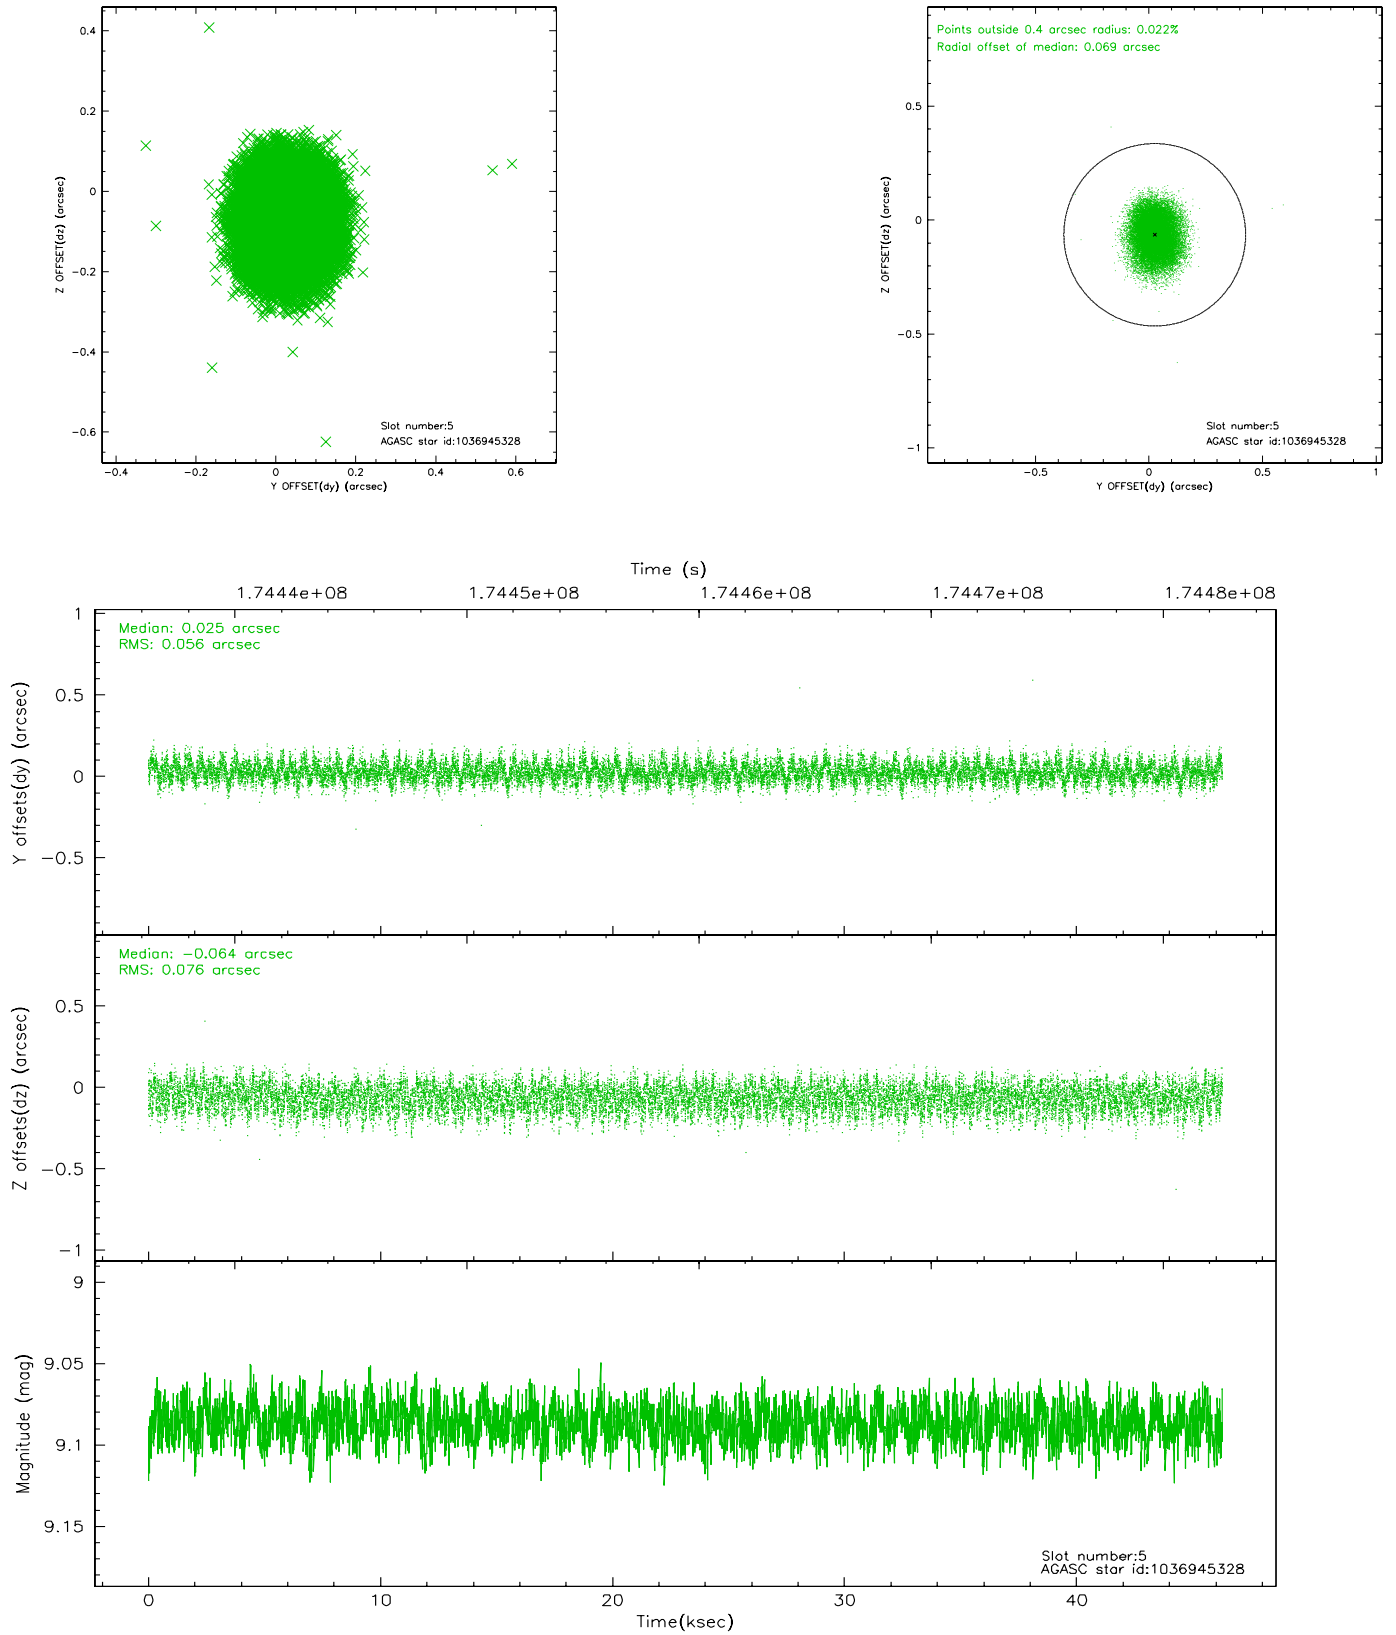 0.4
0.2
0
−0.2
−0.4
−0.6
Z OFFSET(dz) (arcsec)
Slot number:5
AGASC star id:1036945328
−0.4 −0.2 0 0.2 0.4 0.6
Y OFFSET(dy) (arcsec)
Points outside 0.4 arcsec radius: 0.022%
Radial offset of median: 0.069 arcsec
0.5
0
−0.5
−1
Z OFFSET(dz) (arcsec)
Slot number:5
AGASC star id:1036945328
−0.5 0 0.5 1
Y OFFSET(dy) (arcsec)
Time (s)
1.7444e+08 1.7445e+08 1.7446e+08 1.7447e+08 1.7448e+08
Median: 0.025 arcsec
RMS: 0.056 arcsec
1
0.5
0
−0.5
Y offsets(dy) (arcsec)
Median: −0.064 arcsec
RMS: 0.076 arcsec
0.5
0
−0.5
−1
Z offsets(dz) (arcsec)
9
9.05
9.1
9.15
Magnitude (mag)
Slot number:5
AGASC star id:1036945328
0 10 20 30 40
Time(ksec)